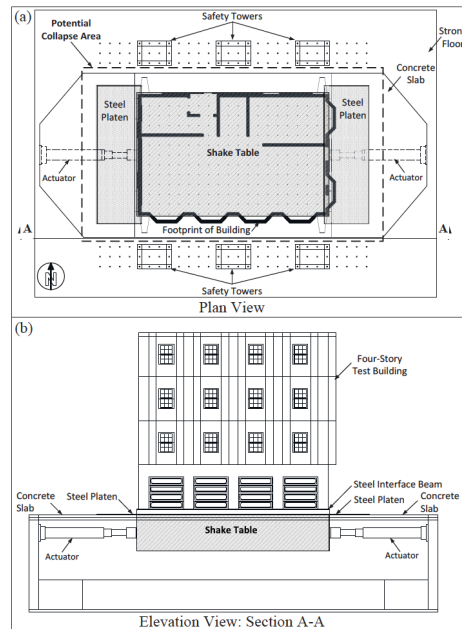 (a)
Potential
Collapse Area
Safety Towers
Strong
Floor
Concrete
Slab
Steel
Platen
Steel
Platen
Shake Table
Actuator
Actuator
A
A
Footprint of Building
N
Safety Towers
Plan View
(b)
Four-Story
Test Building
Steel Interface Beam
Concrete
Slab
Steel Platen
Steel Platen
Concrete
Slab
Shake Table
Actuator
Actuator
Elevation View: Section A-A